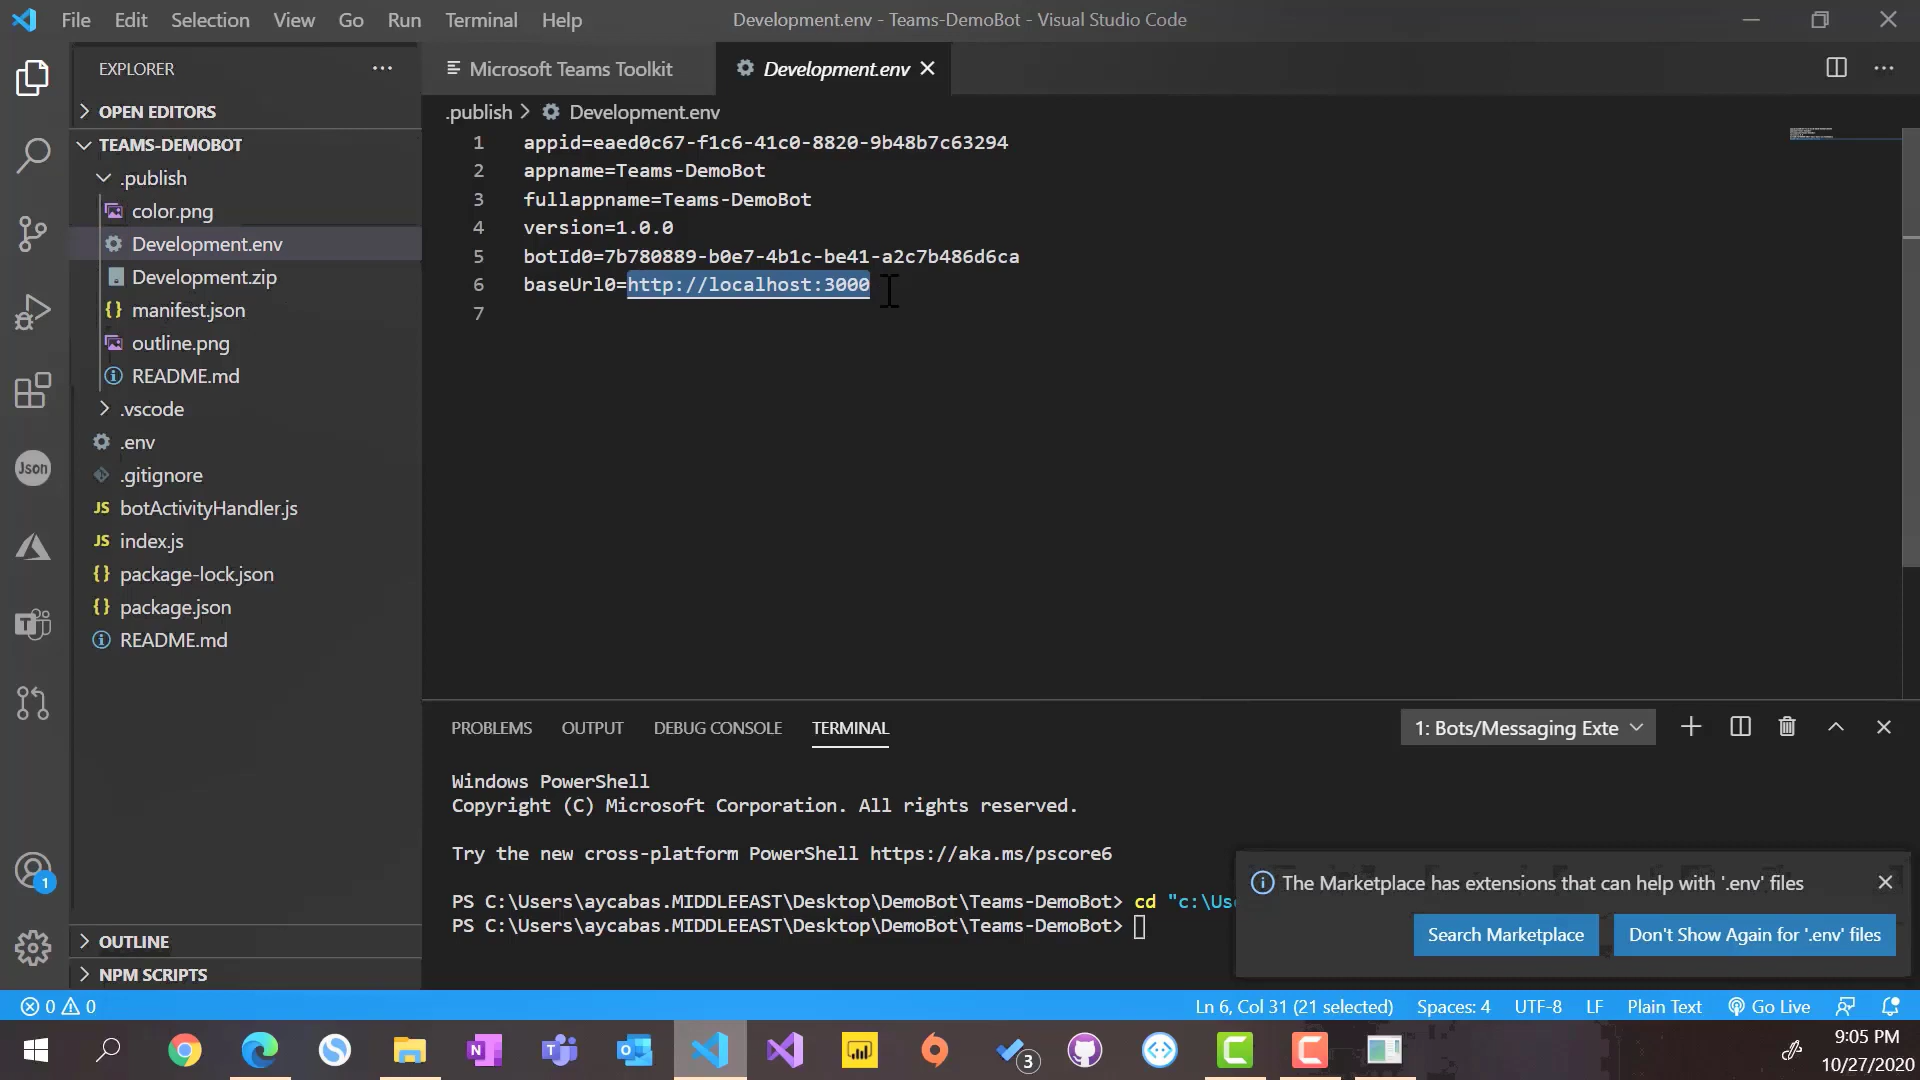 File Edit Selection View Go Run Terminal Help
Development.env - Teams-DemoBot - Visual Studio Code
EXPLORER
OPEN EDITORS
TEAMS-DEMOBOT
.publish
color.png
Development.env
Development.zip
manifest.json
outline.png
README.md
.vscode
.env
.gitignore
botActivityHandler.js
index.js
package-lock.json
package.json
README.md
OUTLINE
NPM SCRIPTS
Json
T
1
Microsoft Teams Toolkit
Development.env
.publish > Development.env
1 appid=eaed0c67-f1c6-41c0-8820-9b48b7c63294
2 appname=Teams-DemoBot
3 fullappname=Teams-DemoBot
4 version=1.0.0
5 botId0=7b780889-b0e7-4b1c-be41-a2c7b486d6ca
6 baseUrl0=http://localhost:3000
7
PROBLEMS OUTPUT DEBUG CONSOLE TERMINAL
1: Bots/Messaging Exte
Windows PowerShell
Copyright (C) Microsoft Corporation. All rights reserved.
Try the new cross-platform PowerShell https://aka.ms/pscore6
PS C:\Users\aycabas.MIDDLEEAST\Desktop\DemoBot\Teams-DemoBot> cd "c:\Use
PS C:\Users\aycabas.MIDDLEEAST\Desktop\DemoBot\Teams-DemoBot>
The Marketplace has extensions that can help with '.env' files
Search Marketplace
Don't Show Again for '.env' files
0 0
Ln 6, Col 31 (21 selected) Spaces: 4 UTF-8 LF Plain Text Go Live
3
9:05 PM
10/27/2020